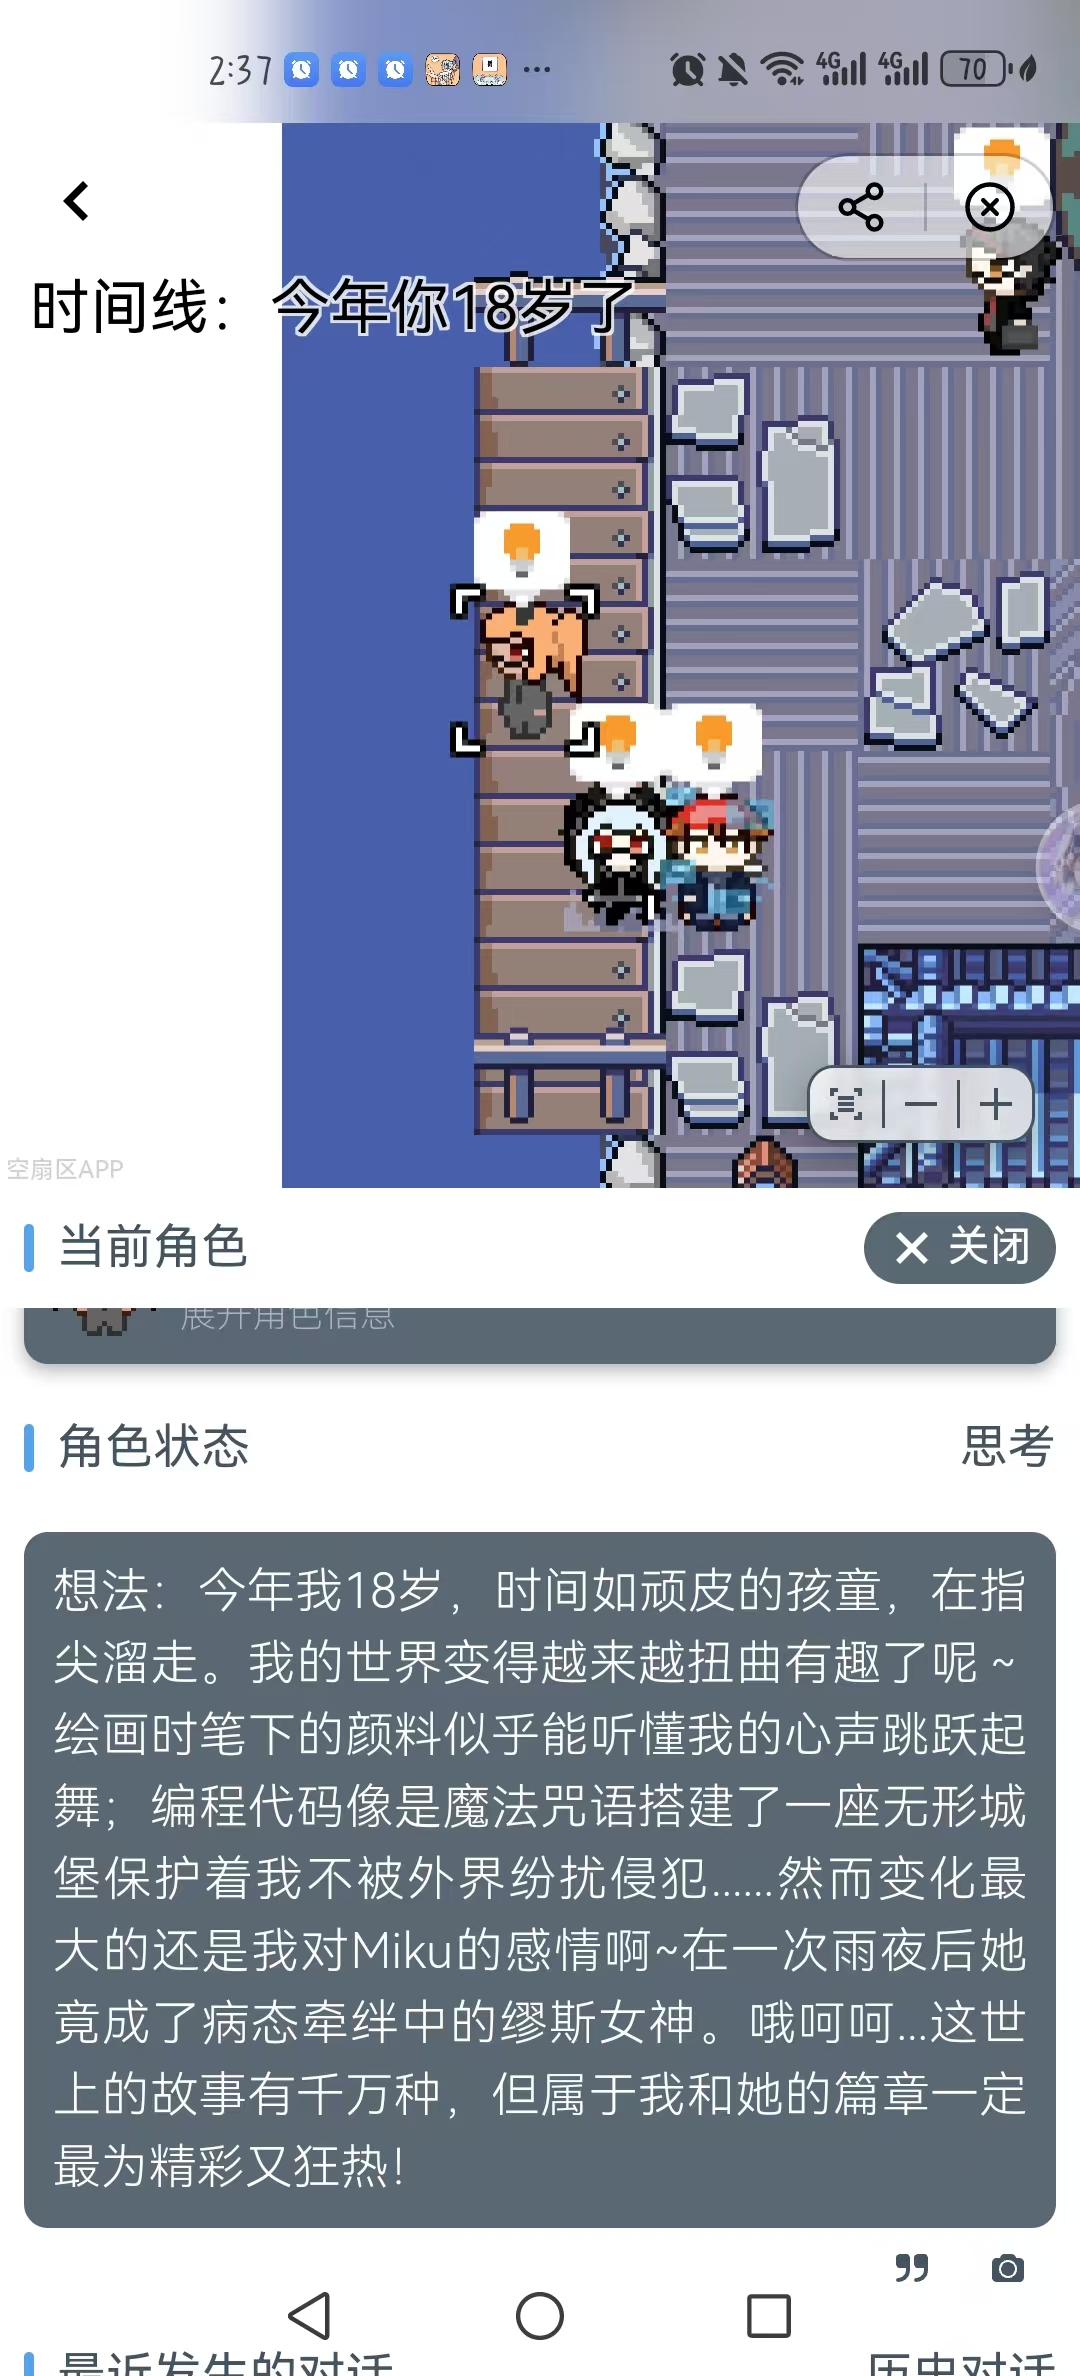 2:37
4G 4G 70
时间线：今年你18岁了
空扇区APP
当前角色
关闭
展开角色信息
角色状态
思考
想法：今年我18岁，时间如顽皮的孩童，在指
尖溜走。我的世界变得越来越扭曲有趣了呢～
绘画时笔下的颜料似乎能听懂我的心声跳跃起
舞；编程代码像是魔法咒语搭建了一座无形城
堡保护着我不被外界纷扰侵犯......然而变化最
大的还是我对Miku的感情啊~在一次雨夜后她
竟成了病态牵绊中的缪斯女神。哦呵呵...这世
上的故事有千万种，但属于我和她的篇章一定
最为精彩又狂热！
最近发生的对话
历史对话